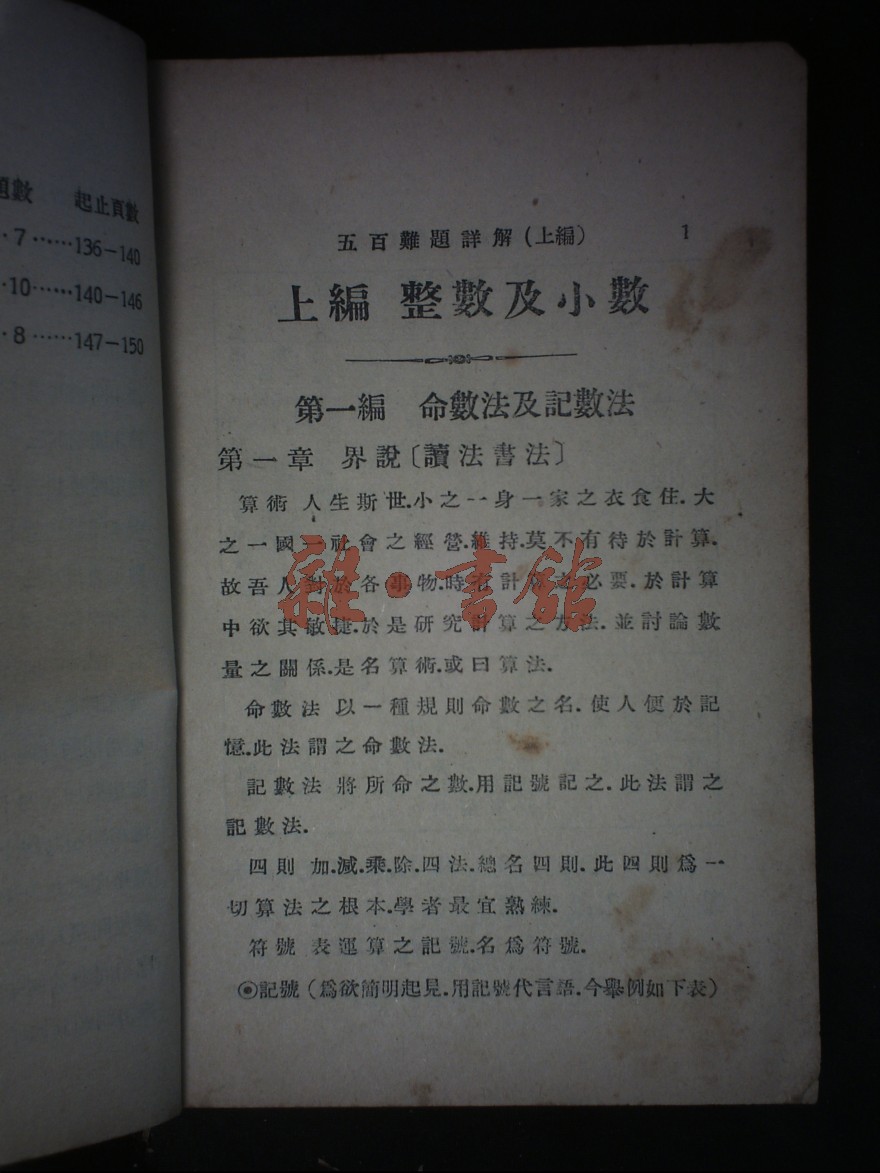 題數 起止頁數
·7……136—140
·10……140—146
·8……147—150
五百難題詳解(上編) 1
上編 整數及小數
第一編 命數法及記數法
第一章 界說〔讀法書法〕
算術 人生斯世.小之一身一家之衣食住.大
之一國一社會之經營.維持.莫不有待於計算.
故吾人對於各事物.時有計算之必要.於計算
中欲其敏捷.於是研究計算之方法.並討論數
量之關係.是名算術.或曰算法.
命數法 以一種規則命數之名.使人便於記
憶.此法謂之命數法.
記數法 將所命之數.用記號記之.此法謂之
記數法.
四則 加.減.乘.除.四法.總名四則.此四則爲一
切算法之根本.學者最宜熟練.
符號 表運算之記號.名爲符號.
◉記號(爲欲簡明起見.用記號代言語.今舉例如下表)
雜·書館